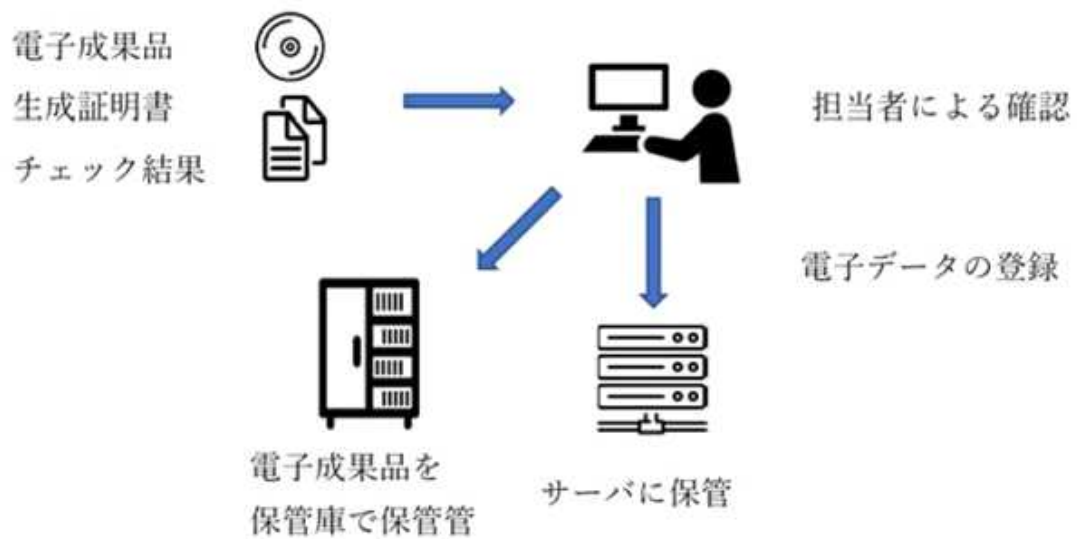 電子成果品
生成証明書
チェック結果
担当者による確認
電子データの登録
電子成果品を
保管庫で保管管
サーバに保管